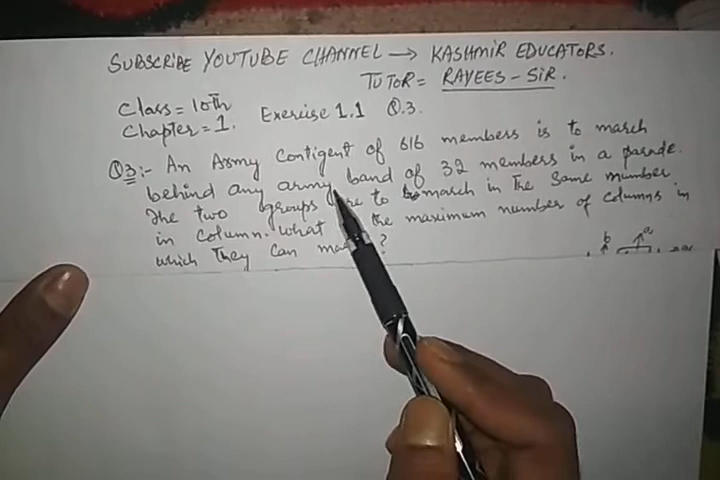 SUBSCRIBE YOUTUBE CHANNEL → KASHMIR EDUCATORS.
TUTOR = RAYEES - SIR.
Class = 10th
Chapter = 1. Exercise 1.1 Q.3.
Q3:- An Army Contigent of 616 members is to march
behind any army band of 32 members in a parade.
The two groups are to march in the same number
in column. What the maximum number of columns in
which they can ?